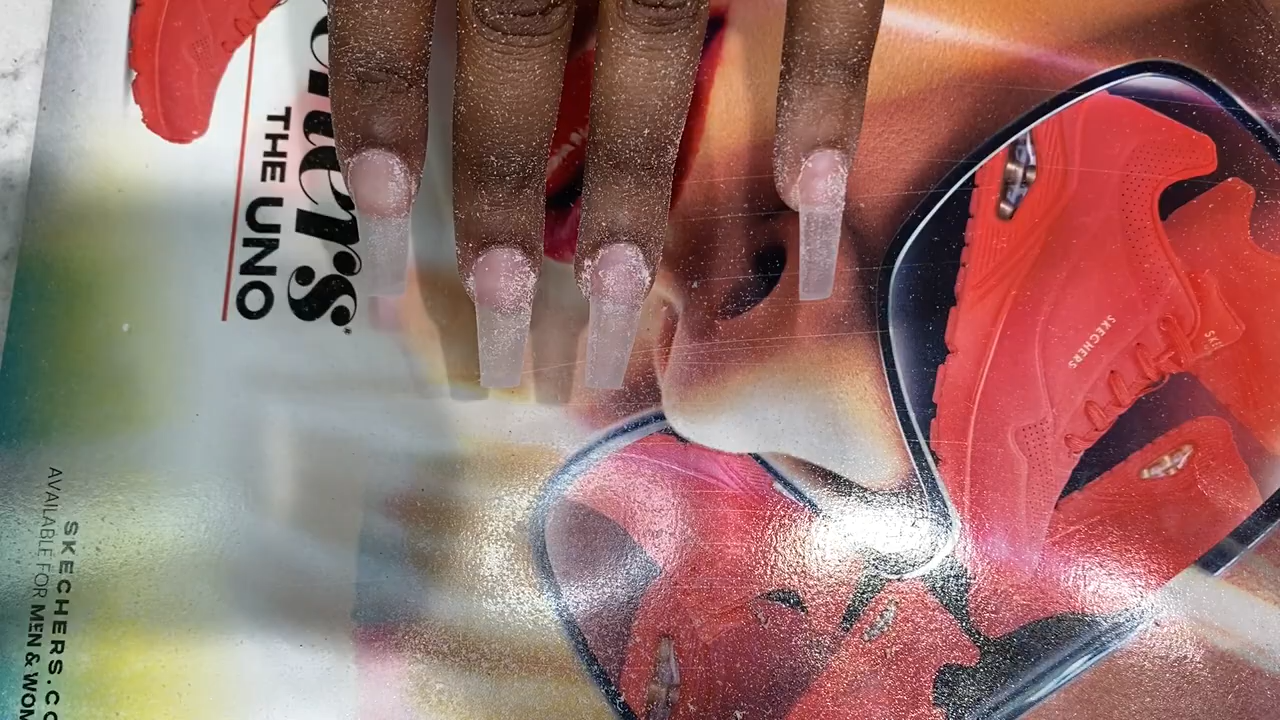 THE UNO
SKECHERS
SKECHERS.CO
AVAILABLE FOR MEN & WOM